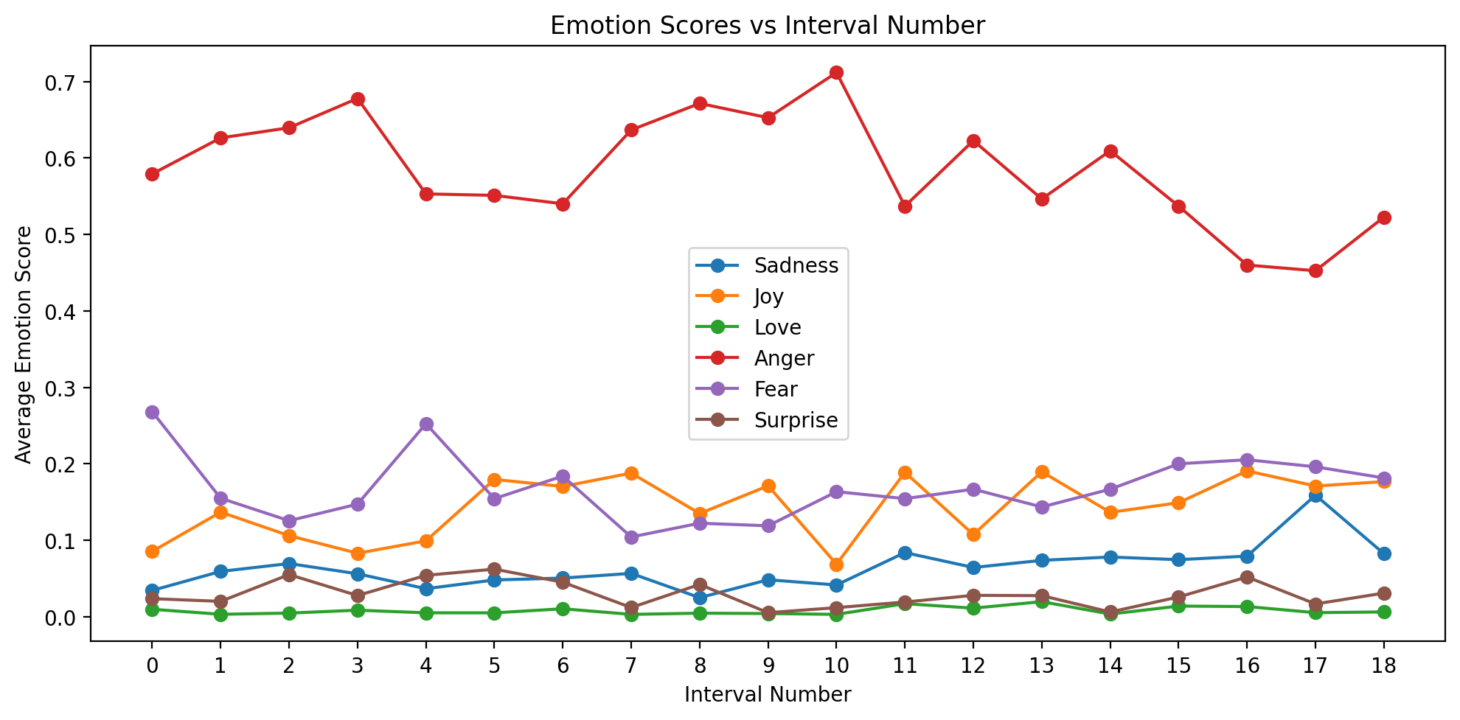 Emotion Scores vs Interval Number
Average Emotion Score
0.7
0.6
0.5
0.4
0.3
0.2
0.1
0.0
Sadness
Joy
Love
Anger
Fear
Surprise
0 1 2 3 4 5 6 7 8 9 10 11 12 13 14 15 16 17 18
Interval Number